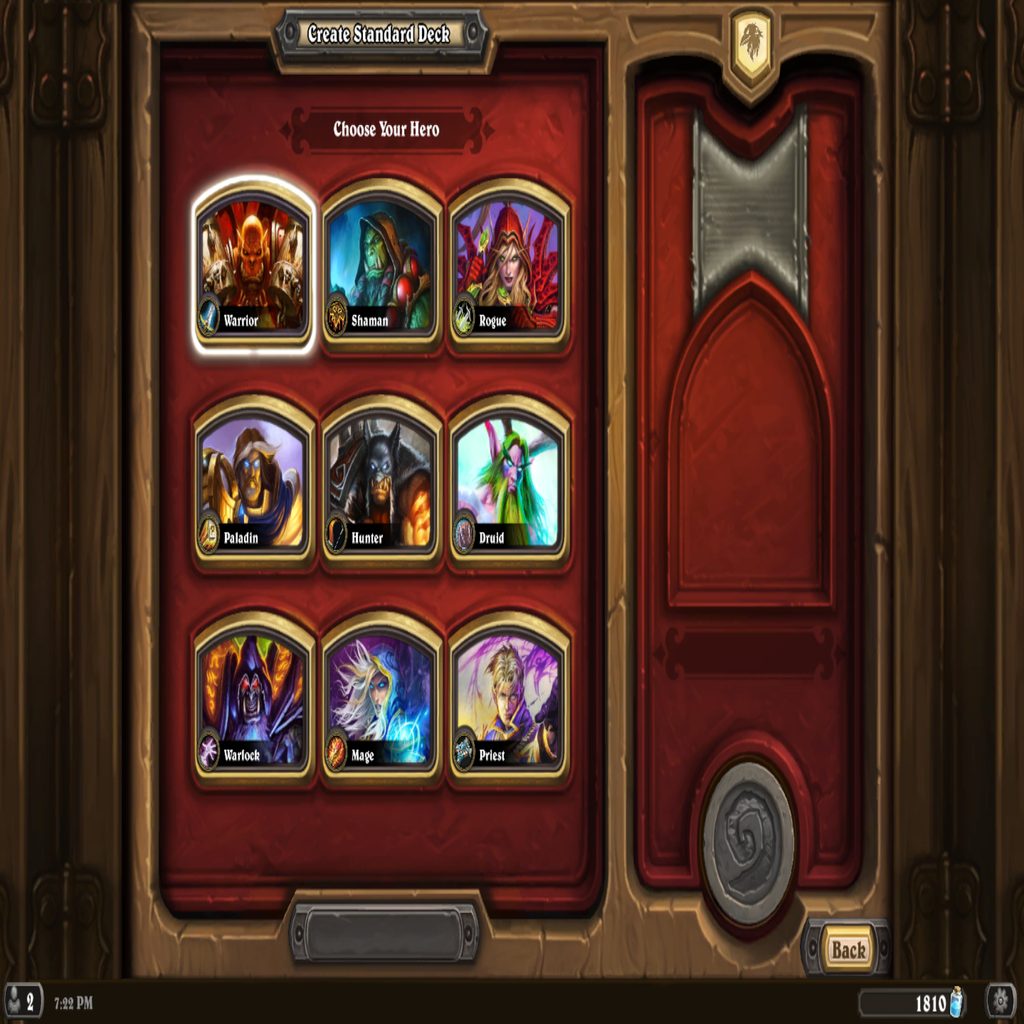 Create Standard Deck
Choose Your Hero
Warrior
Shaman
Rogue
Paladin
Hunter
Druid
Warlock
Mage
Priest
Back
2
7:22 PM
1810